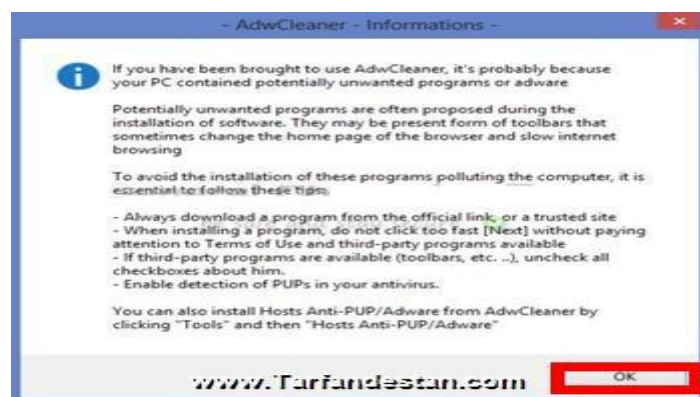 - AdwCleaner - Informations -
If you have been brought to use AdwCleaner, it's probably because
your PC contained potentially unwanted programs or adware
Potentially unwanted programs are often proposed during the
installation of software. They may be present form of toolbars that
sometimes change the home page of the browser and slow internet
browsing
To avoid the installation of these programs polluting the computer, it is
essential to follow these tips:
- Always download a program from the official link, or a trusted site
- When installing a program, do not click too fast [Next] without paying
attention to Terms of Use and third-party programs available
- If third-party programs are available (toolbars, etc. ..), uncheck all
checkboxes about him.
- Enable detection of PUPs in your antivirus.
You can also install Hosts Anti-PUP/Adware from AdwCleaner by
clicking "Tools" and then "Hosts Anti-PUP/Adware"
OK
www.Tarfandestan.com